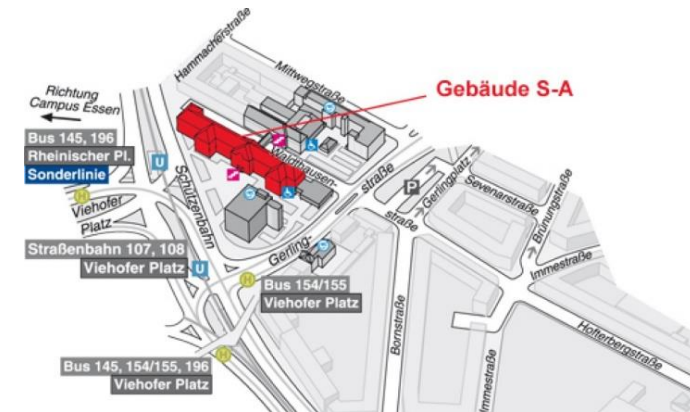 Hammacherstraße
Mittwegstraße
Gebäude S-A
Richtung
Campus Essen
Bus 145, 196
Rheinischer Pl.
Sonderlinie
U
H
Viehofer
Platz
Schützenbahn
Waldthausen-
straße
P
Gerlingplatz
Sevenarstraße
Brunungstraße
Gerling-
straße
Straßenbahn 107, 108
Viehofer Platz
U
H
Bus 154/155
Viehofer Platz
Immestraße
Bornstraße
Hofterbergstraße
Immestraße
H
Bus 145, 154/155, 196
Viehofer Platz